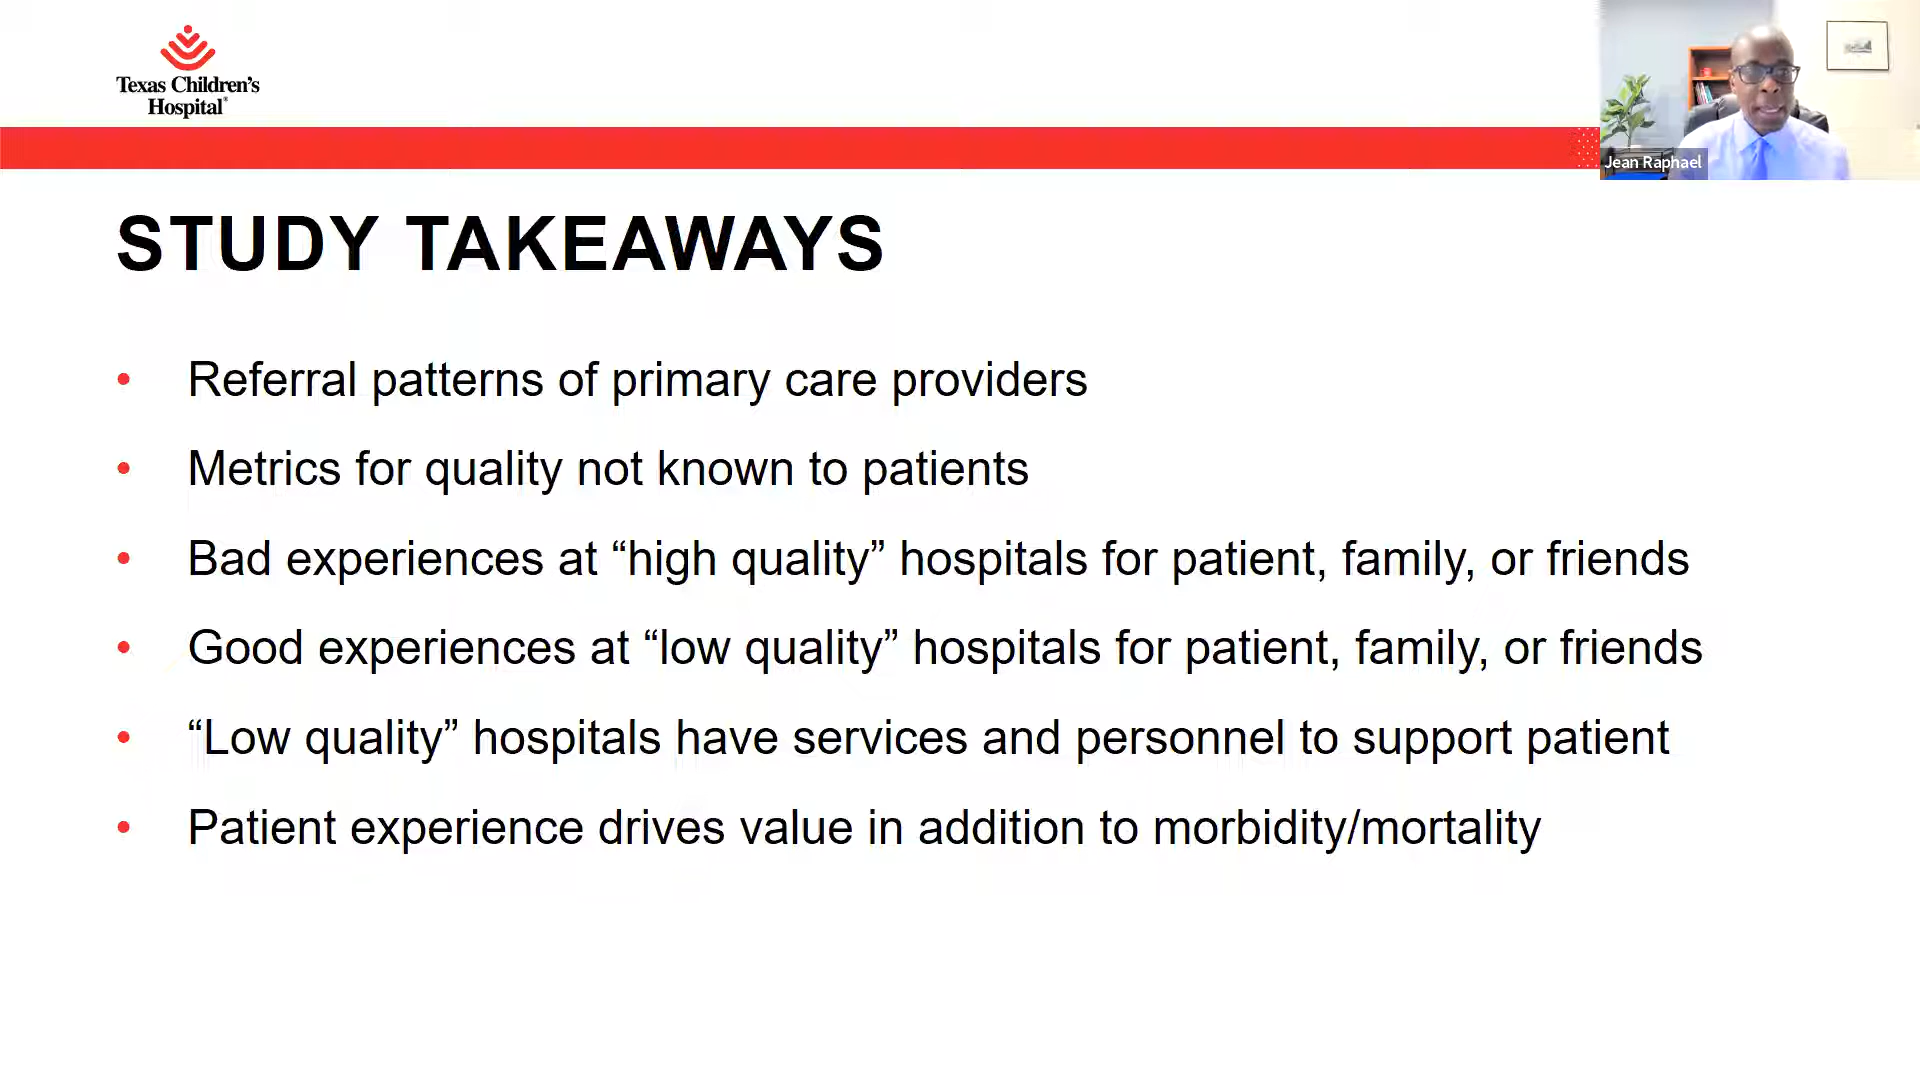 Texas Children's
Hospital®
Jean Raphael
STUDY TAKEAWAYS
• Referral patterns of primary care providers
• Metrics for quality not known to patients
• Bad experiences at “high quality” hospitals for patient, family, or friends
• Good experiences at “low quality” hospitals for patient, family, or friends
• “Low quality” hospitals have services and personnel to support patient
• Patient experience drives value in addition to morbidity/mortality